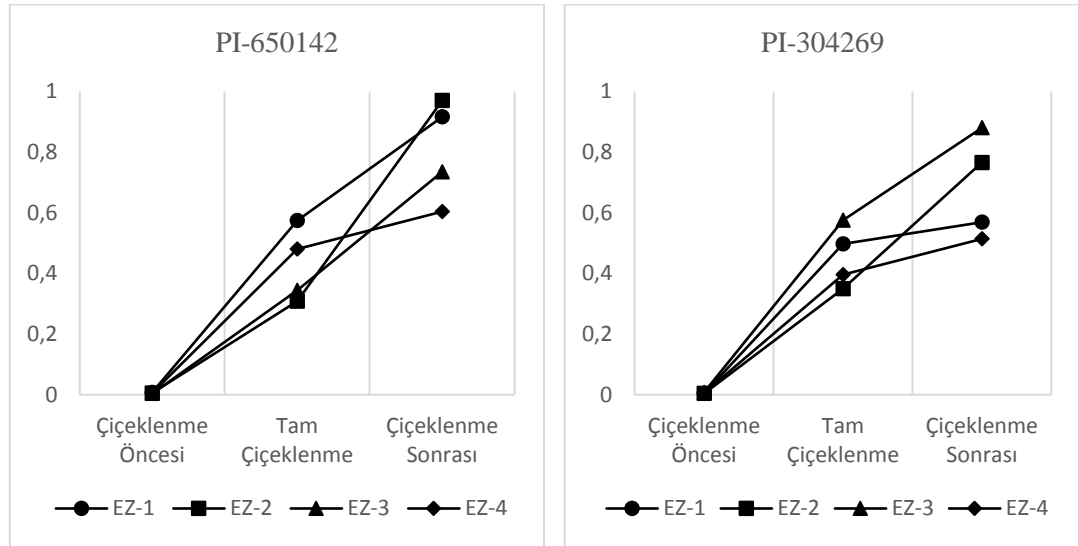 PI-650142
1
0,8
0,6
0,4
0,2
0
Çiçeklenme
Öncesi
Tam
Çiçeklenme
Çiçeklenme
Sonrası
EZ-1 EZ-2 EZ-3 EZ-4
PI-304269
1
0,8
0,6
0,4
0,2
0
Çiçeklenme
Öncesi
Tam
Çiçeklenme
Çiçeklenme
Sonrası
EZ-1 EZ-2 EZ-3 EZ-4